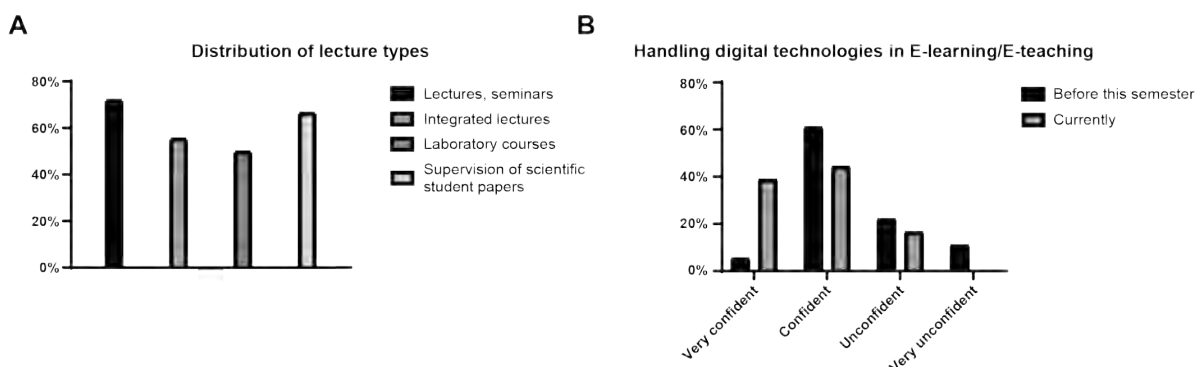 A
Distribution of lecture types
80%
60%
40%
20%
0%
Lectures, seminars
Integrated lectures
Laboratory courses
Supervision of scientific
student papers
B
Handling digital technologies in E-learning/E-teaching
80%
60%
40%
20%
0%
Before this semester
Currently
Very confident
Confident
Unconfident
Very unconfident